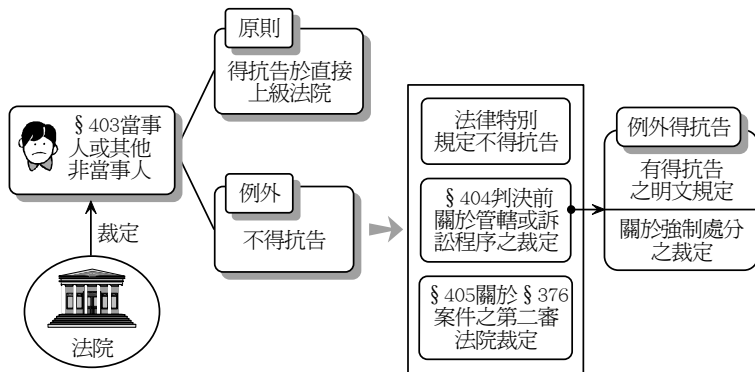 §403當事
人或其他
非當事人
裁定
法院
原則
得抗告於直接
上級法院
例外
不得抗告
法律特別
規定不得抗告
§404判決前
關於管轄或訴
訟程序之裁定
§405關於§376
案件之第二審
法院裁定
例外得抗告
有得抗告
之明文規定
關於強制處分
之裁定